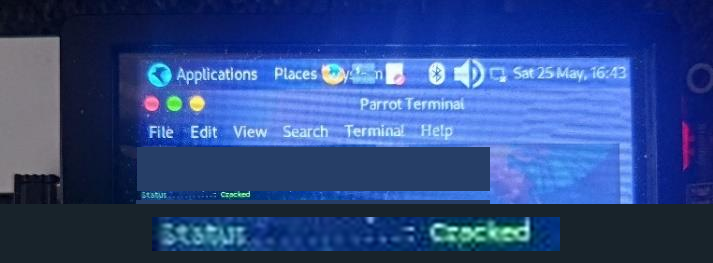 Applications Places System Sat 25 May, 16:43
Parrot Terminal
File Edit View Search Terminal Help
Status...........: Cracked
Status...........: Cracked